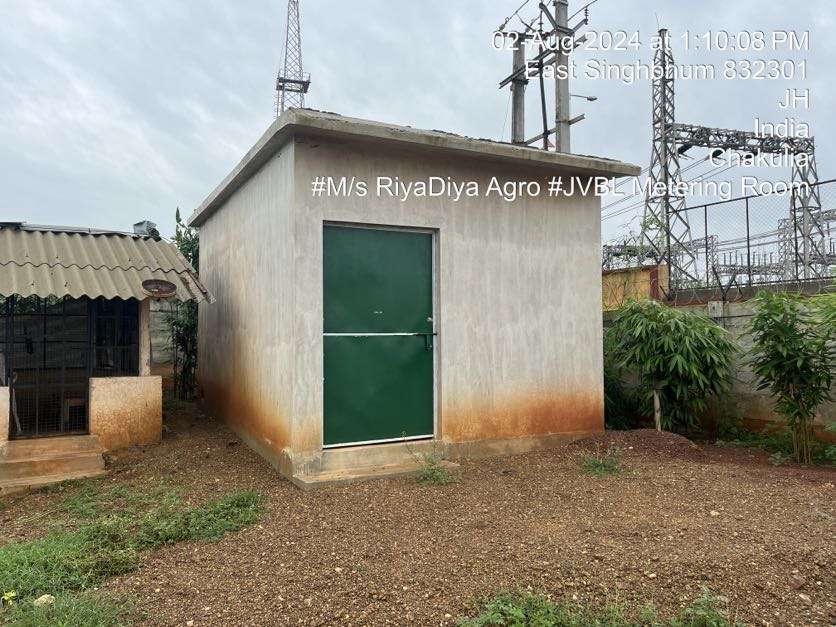 02-Aug-2024 at 1:10:08 PM
East Singhbhum 832301
JH
India
Chakulia
#M/s RiyaDiya Agro #JVBL Metering Room